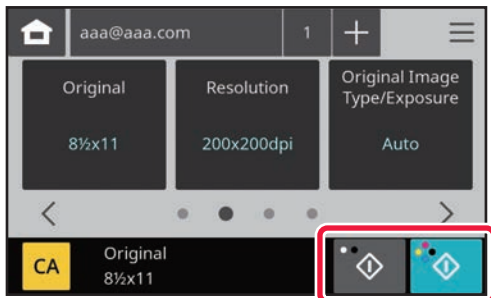 aaa@aaa.com 1
Original
8½x11
Resolution
200x200dpi
Original Image
Type/Exposure
Auto
CA
Original
8½x11